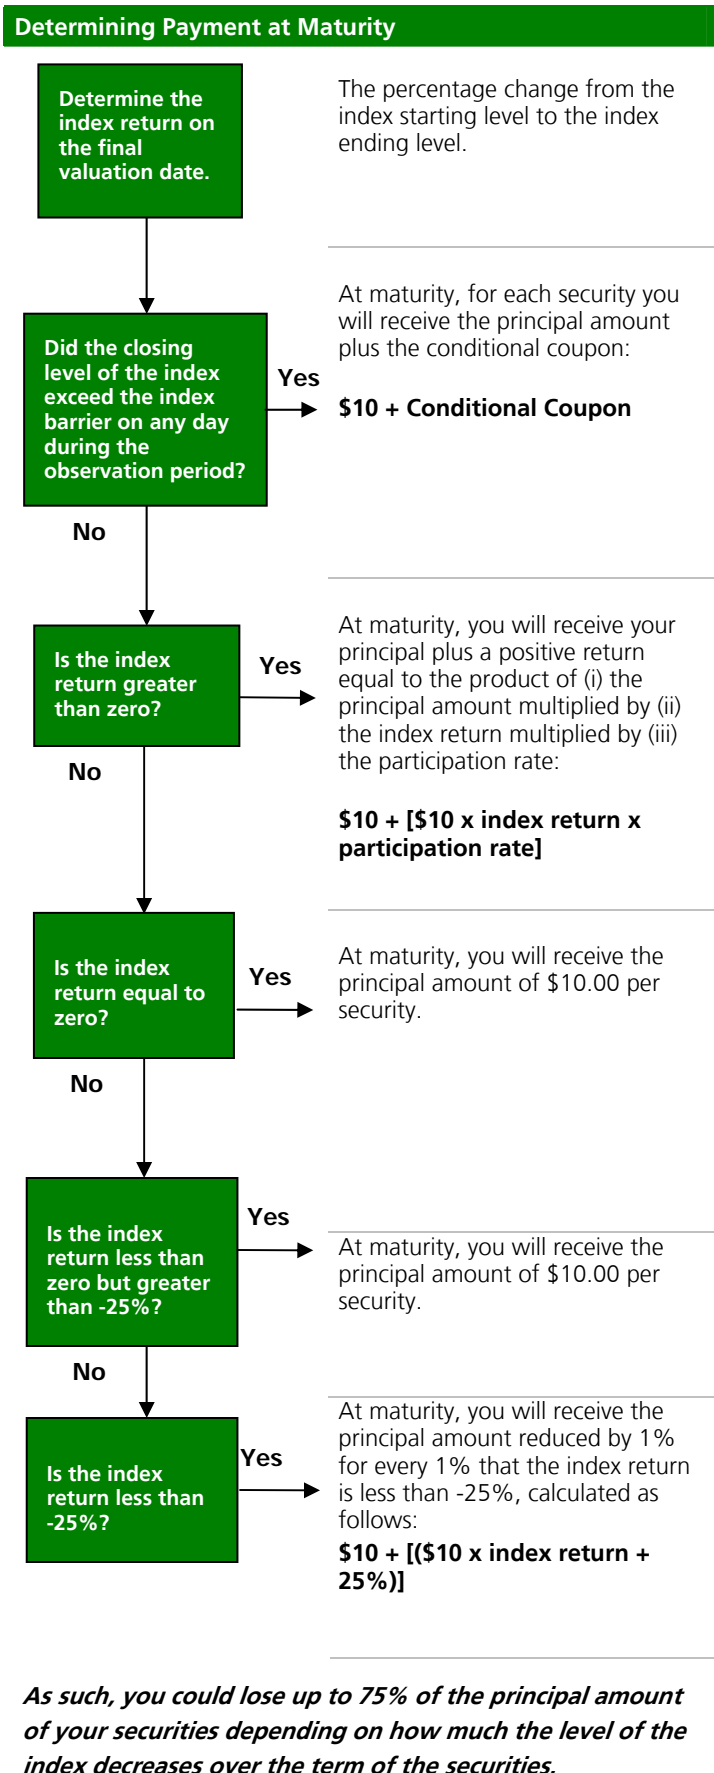 Determining Payment at Maturity
Determine the
index return on
the final
valuation date.
The percentage change from the
index starting level to the index
ending level.
Did the closing
level of the index
exceed the index
barrier on any day
during the
observation period?
Yes
At maturity, for each security you
will receive the principal amount
plus the conditional coupon:
$10 + Conditional Coupon
No
Is the index
return greater
than zero?
Yes
At maturity, you will receive your
principal plus a positive return
equal to the product of (i) the
principal amount multiplied by (ii)
the index return multiplied by (iii)
the participation rate:
$10 + [$10 x index return x
participation rate]
No
Is the index
return equal to
zero?
Yes
At maturity, you will receive the
principal amount of $10.00 per
security.
No
Is the index
return less than
zero but greater
than -25%?
Yes
At maturity, you will receive the
principal amount of $10.00 per
security.
No
Is the index
return less than
-25%?
Yes
At maturity, you will receive the
principal amount reduced by 1%
for every 1% that the index return
is less than -25%, calculated as
follows:
$10 + [($10 x index return +
25%)]
As such, you could lose up to 75% of the principal amount
of your securities depending on how much the level of the
index decreases over the term of the securities.